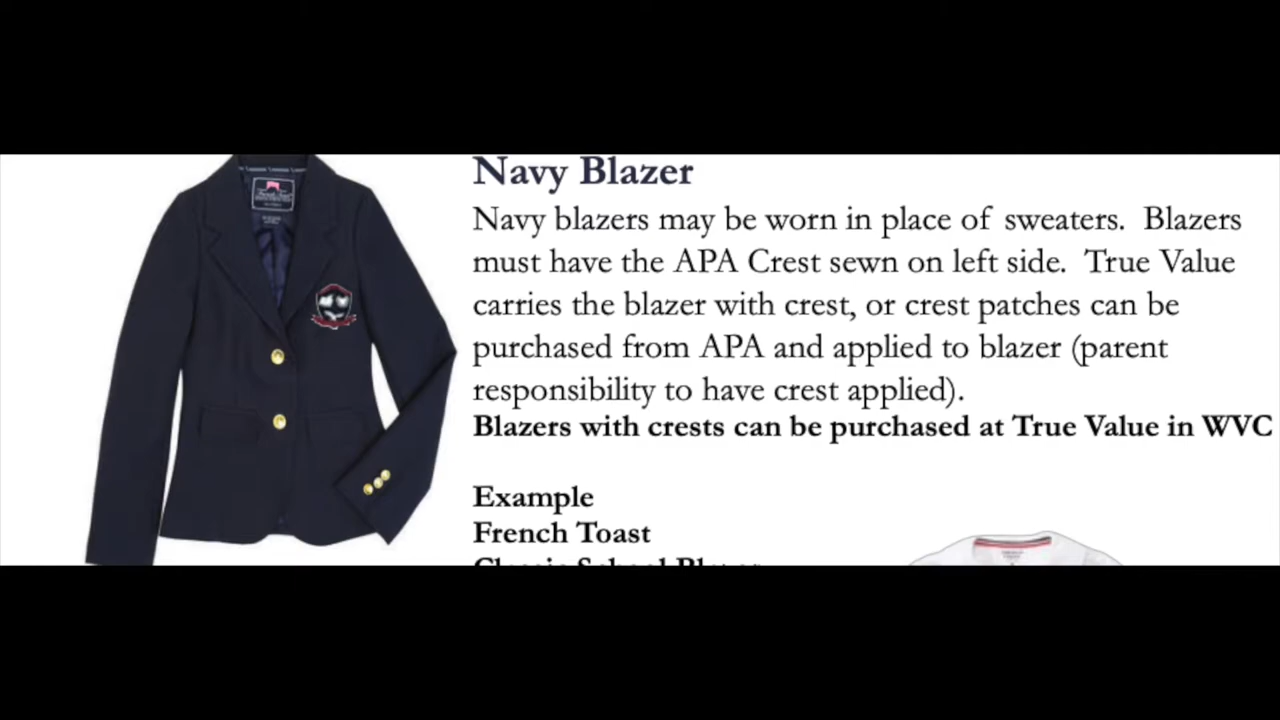 Navy Blazer
Navy blazers may be worn in place of sweaters.  Blazers
must have the APA Crest sewn on left side.  True Value
carries the blazer with crest, or crest patches can be
purchased from APA and applied to blazer (parent
responsibility to have crest applied).
Blazers with crests can be purchased at True Value in WVC
Example
French Toast
Classic School Blazer